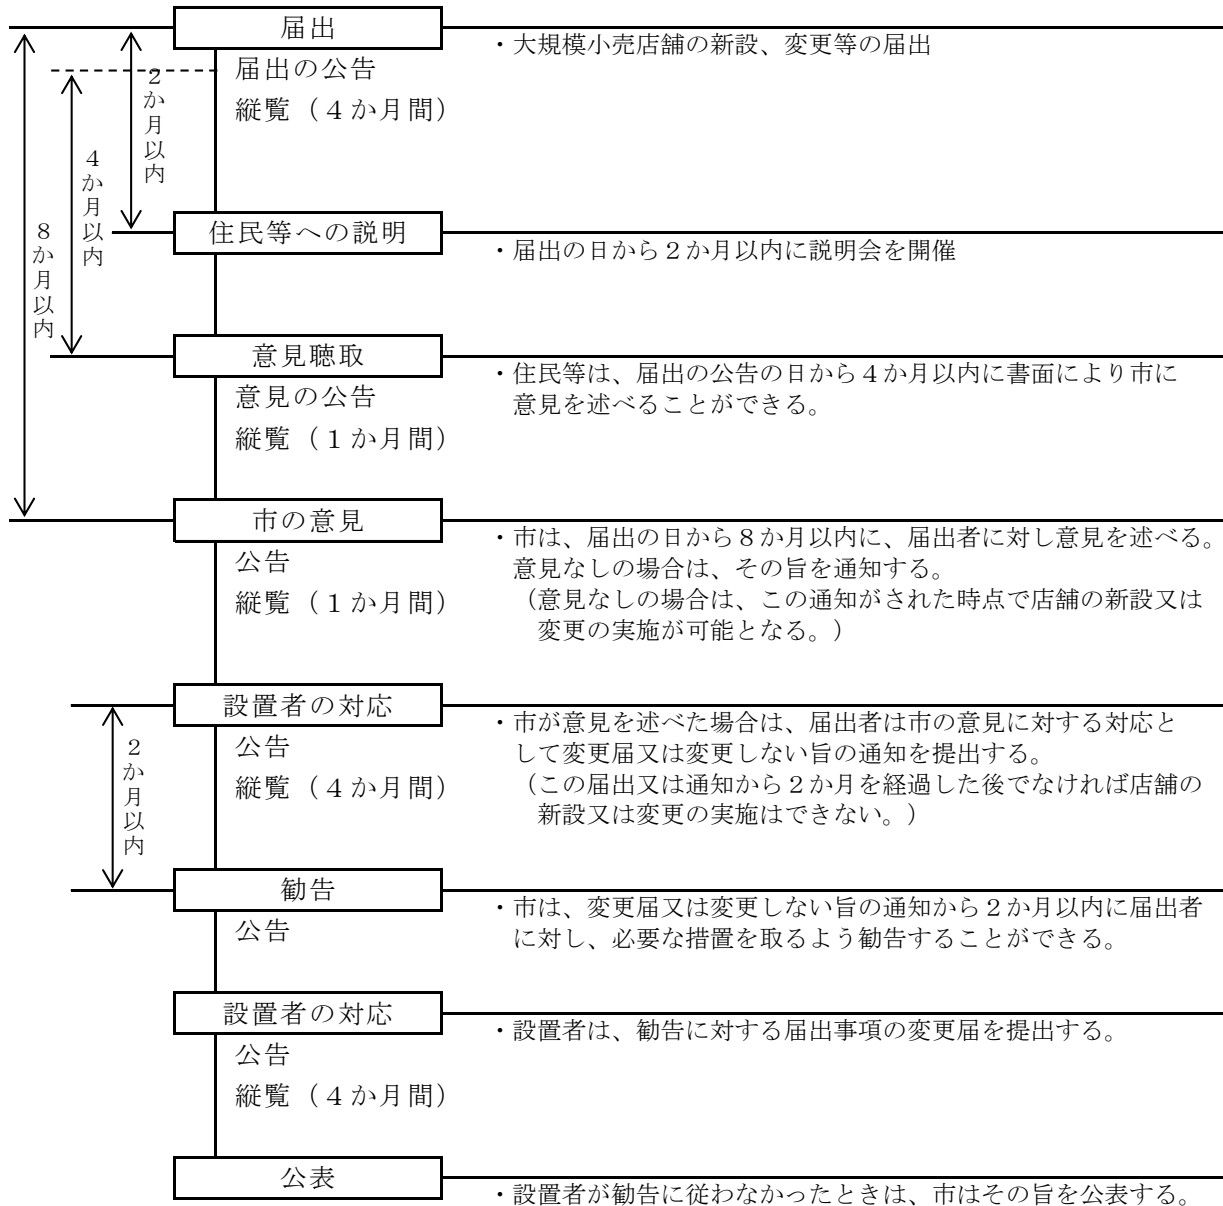 届出
・大規模小売店舗の新設、変更等の届出
届出の公告
縦覧（４か月間）
２か月以内
４か月以内
８か月以内
住民等への説明
・届出の日から２か月以内に説明会を開催
意見聴取
・住民等は、届出の公告の日から４か月以内に書面により市に
意見を述べることができる。
意見の公告
縦覧（１か月間）
市の意見
・市は、届出の日から８か月以内に、届出者に対し意見を述べる。
意見なしの場合は、その旨を通知する。
（意見なしの場合は、この通知がされた時点で店舗の新設又は
変更の実施が可能となる。）
公告
縦覧（１か月間）
設置者の対応
・市が意見を述べた場合は、届出者は市の意見に対する対応と
して変更届又は変更しない旨の通知を提出する。
（この届出又は通知から２か月を経過した後でなければ店舗の
新設又は変更の実施はできない。）
公告
縦覧（４か月間）
２か月以内
勧告
・市は、変更届又は変更しない旨の通知から２か月以内に届出者
に対し、必要な措置を取るよう勧告することができる。
公告
設置者の対応
・設置者は、勧告に対する届出事項の変更届を提出する。
公告
縦覧（４か月間）
公表
・設置者が勧告に従わなかったときは、市はその旨を公表する。